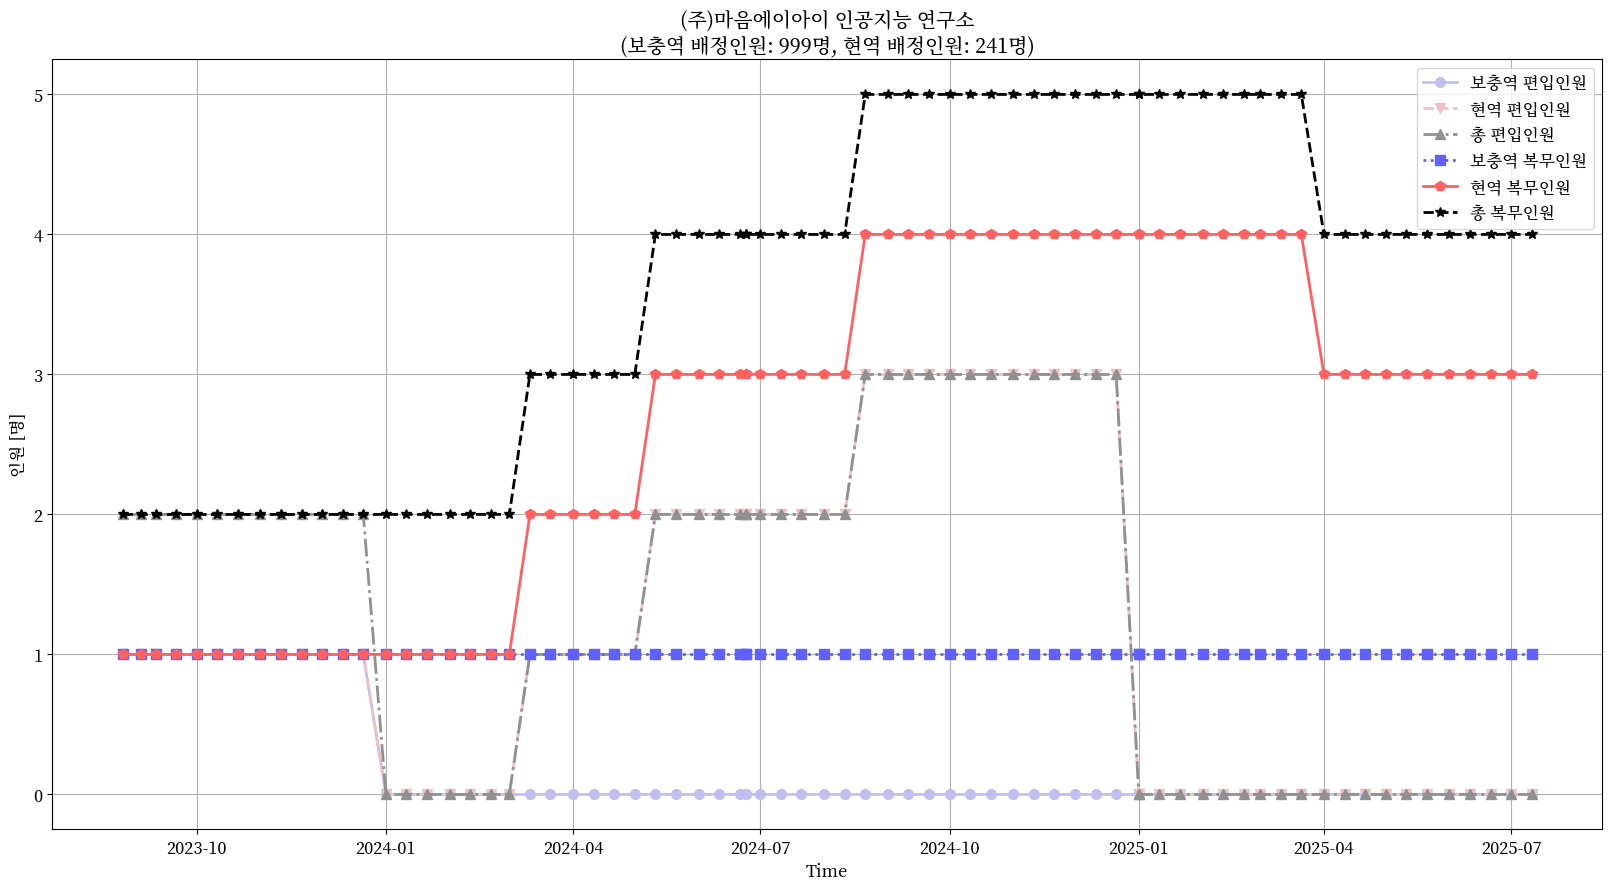 (주)마음에이아이 인공지능 연구소
(보충역 배정인원: 999명, 현역 배정인원: 241명)
보충역 편입인원
현역 편입인원
총 편입인원
보충역 복무인원
현역 복무인원
총 복무인원
인원 [명]
5
4
3
2
1
0
2023-10
2024-01
2024-04
2024-07
2024-10
2025-01
2025-04
2025-07
Time